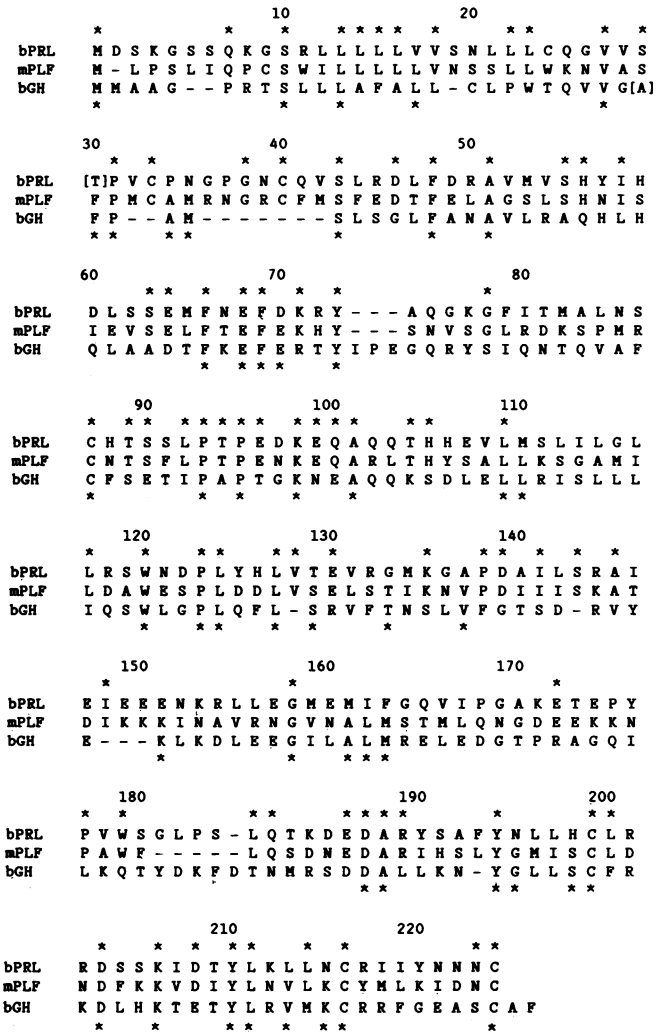 10 20
* * * * * * * * * * * *
bPRL M D S K G S S Q K G S R L L L L L V V S N L L L C Q G V V S
mPLF M - L P S L I Q P C S W I L L L L L V N S S L L W K N V A S
bGH M M A A G - - P R T S L L L A F A L L - C L P W T Q V V G [A]
* * * * *
30 40 50
* * * * * * * * * * *
bPRL [T] P V C P N G P G N C Q V S L R D L F D R A V M V S H Y I H
mPLF F P M C A M R N G R C F M S F E D T F E L A G S L S H N I S
bGH F P - - A M - - - - - - - S L S G L F A N A V L R A Q H L H
* * * * * * *
60 70 80
* * * * * * * *
bPRL D L S S E M F N E F D K R Y - - - A Q G K G F I T M A L N S
mPLF I E V S E L F T E F E K H Y - - - S N V S G L R D K S P M R
bGH Q L A A D T F K E F E R T Y I P E G Q R Y S I Q N T Q V A F
* * * * *
90 100 110
* * * * * * * * * * * * * * *
bPRL C H T S S L P T P E D K E Q A Q Q T H H E V L M S L I L G L
mPLF C N T S F L P T P E N K E Q A R L T H Y S A L L K S G A M I
bGH C F S E T I P A P T G K N E A Q Q K S D L E L L R I S L L L
* * * * * * *
120 130 140
* * * * * * * * * * * * *
bPRL L R S W N D P L Y H L V T E V R G M K G A P D A I L S R A I
mPLF L D A W E S P L D D L V S E L S T I K N V P D I I I S K A T
bGH I Q S W L G P L Q F L - S R V F T N S L V F G T S D - R V Y
* * * * * * *
150 160 170
* * *
bPRL E I E E E N K R L L E G M E M I F G Q V I P G A K E T E P Y
mPLF D I K K K I N A V R N G V N A L M S T M L Q N G D E E K K N
bGH E - - - K L K D L E E G I L A L M R E L E D G T P R A G Q I
* * * * *
180 190 200
* * * * * * * * * * *
bPRL P V W S G L P S - L Q T K D E D A R Y S A F Y N L L H C L R
mPLF P A W F - - - - - L Q S D N E D A R I H S L Y G M I S C L D
bGH L K Q T Y D K F D T N M R S D D A L L K N - Y G L L S C F R
* * * * * *
210 220
* * * * * * * * *
bPRL R D S S K I D T Y L K L L N C R I I Y N N N C
mPLF N D F K K V D I Y L N V L K C Y M L K I D N C
bGH K D L H K T E T Y L R V M K C R R F G E A S C A F
* * * * * * * *